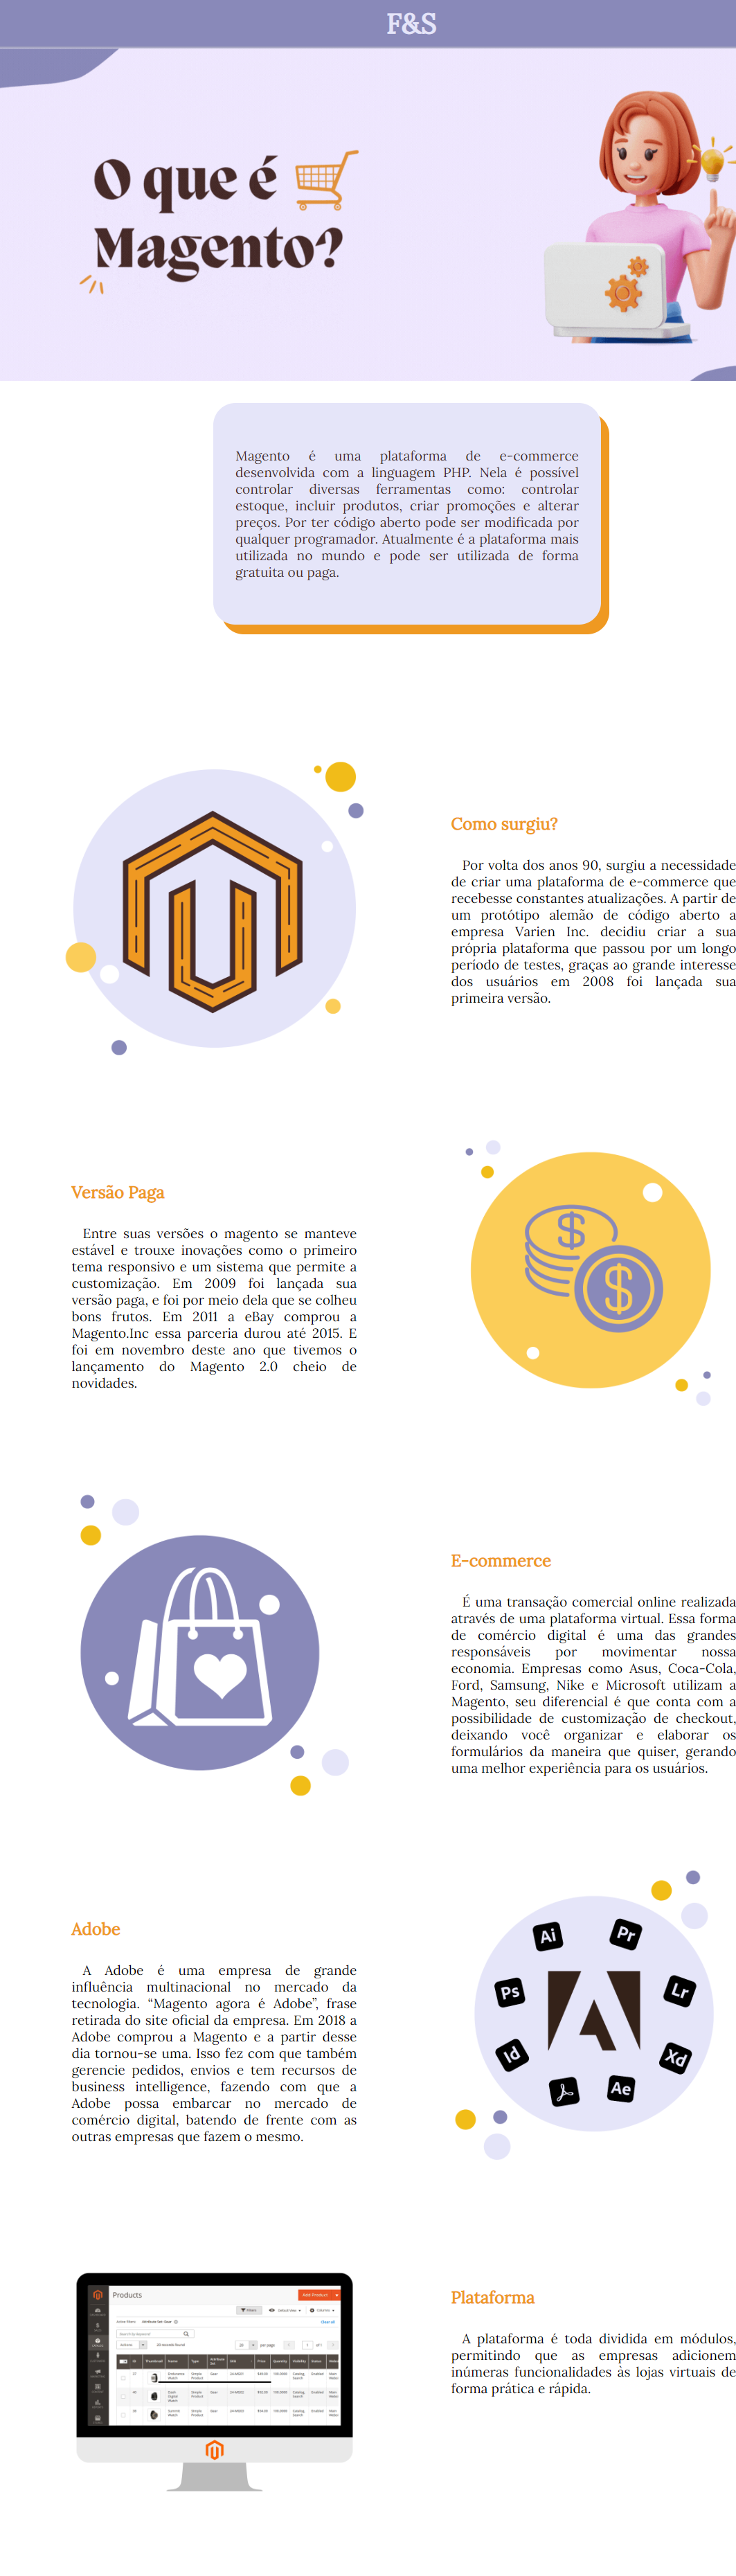 F&S
O que é
Magento?
Magento é uma plataforma de e-commerce
desenvolvida com a linguagem PHP. Nela é possível
controlar diversas ferramentas como: controlar
estoque, incluir produtos, criar promoções e alterar
preços. Por ter código aberto pode ser modificada por
qualquer programador. Atualmente é a plataforma mais
utilizada no mundo e pode ser utilizada de forma
gratuita ou paga.
Como surgiu?
Por volta dos anos 90, surgiu a necessidade
de criar uma plataforma de e-commerce que
recebesse constantes atualizações. A partir de
um protótipo alemão de código aberto a
empresa Varien Inc. decidiu criar a sua
própria plataforma que passou por um longo
período de testes, graças ao grande interesse
dos usuários em 2008 foi lançada sua
primeira versão.
Versão Paga
Entre suas versões o magento se manteve
estável e trouxe inovações como o primeiro
tema responsivo e um sistema que permite a
customização. Em 2009 foi lançada sua
versão paga, e foi por meio dela que se colheu
bons frutos. Em 2011 a eBay comprou a
Magento.Inc essa parceria durou até 2015. E
foi em novembro deste ano que tivemos o
lançamento do Magento 2.0 cheio de
novidades.
$
$
E-commerce
É uma transação comercial online realizada
através de uma plataforma virtual. Essa forma
de comércio digital é uma das grandes
responsáveis por movimentar nossa
economia. Empresas como Asus, Coca-Cola,
Ford, Samsung, Nike e Microsoft utilizam a
Magento, seu diferencial é que conta com a
possibilidade de customização de checkout,
deixando você organizar e elaborar os
formulários da maneira que quiser, gerando
uma melhor experiência para os usuários.
Adobe
A Adobe é uma empresa de grande
influência multinacional no mercado da
tecnologia. “Magento agora é Adobe”, frase
retirada do site oficial da empresa. Em 2018 a
Adobe comprou a Magento e a partir desse
dia tornou-se uma. Isso fez com que também
gerencie pedidos, envios e tem recursos de
business intelligence, fazendo com que a
Adobe possa embarcar no mercado de
comércio digital, batendo de frente com as
outras empresas que fazem o mesmo.
Ai
Pr
Ps
Lr
Id
Xd
Ae
Products
Add Product
Filters Default View Columns
Clear all
20 records found
per page
Plataforma
A plataforma é toda dividida em módulos,
permitindo que as empresas adicionem
inúmeras funcionalidades às lojas virtuais de
forma prática e rápida.